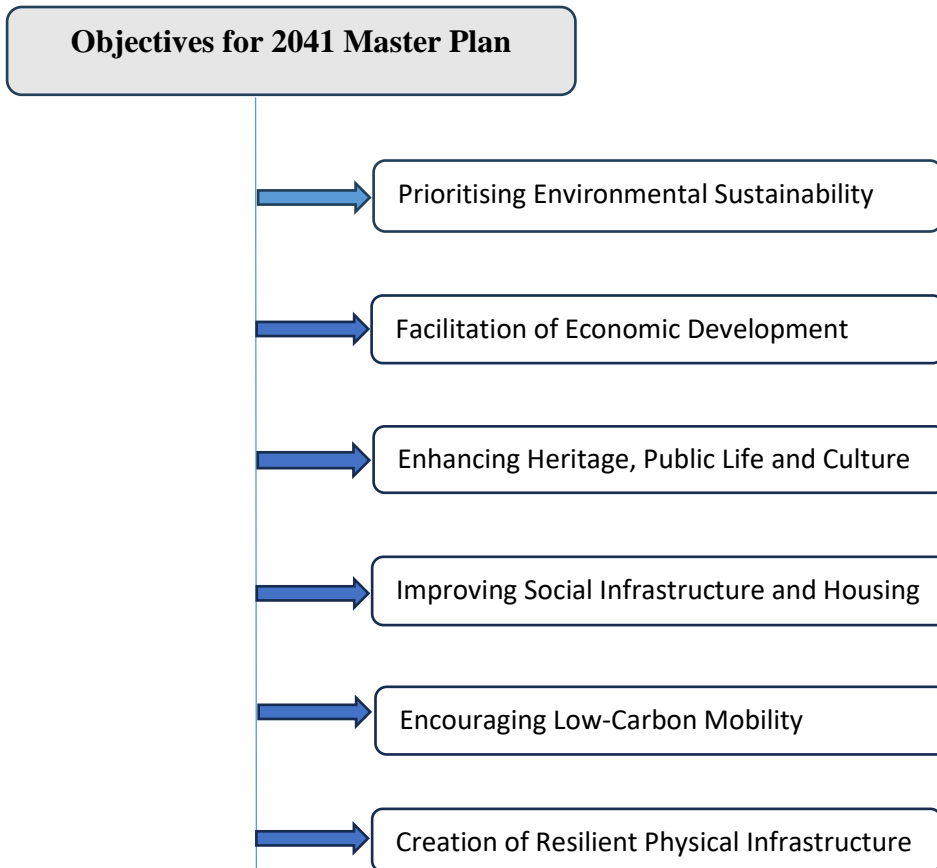 Objectives for 2041 Master Plan
Prioritising Environmental Sustainability
Facilitation of Economic Development
Enhancing Heritage, Public Life and Culture
Improving Social Infrastructure and Housing
Encouraging Low-Carbon Mobility
Creation of Resilient Physical Infrastructure